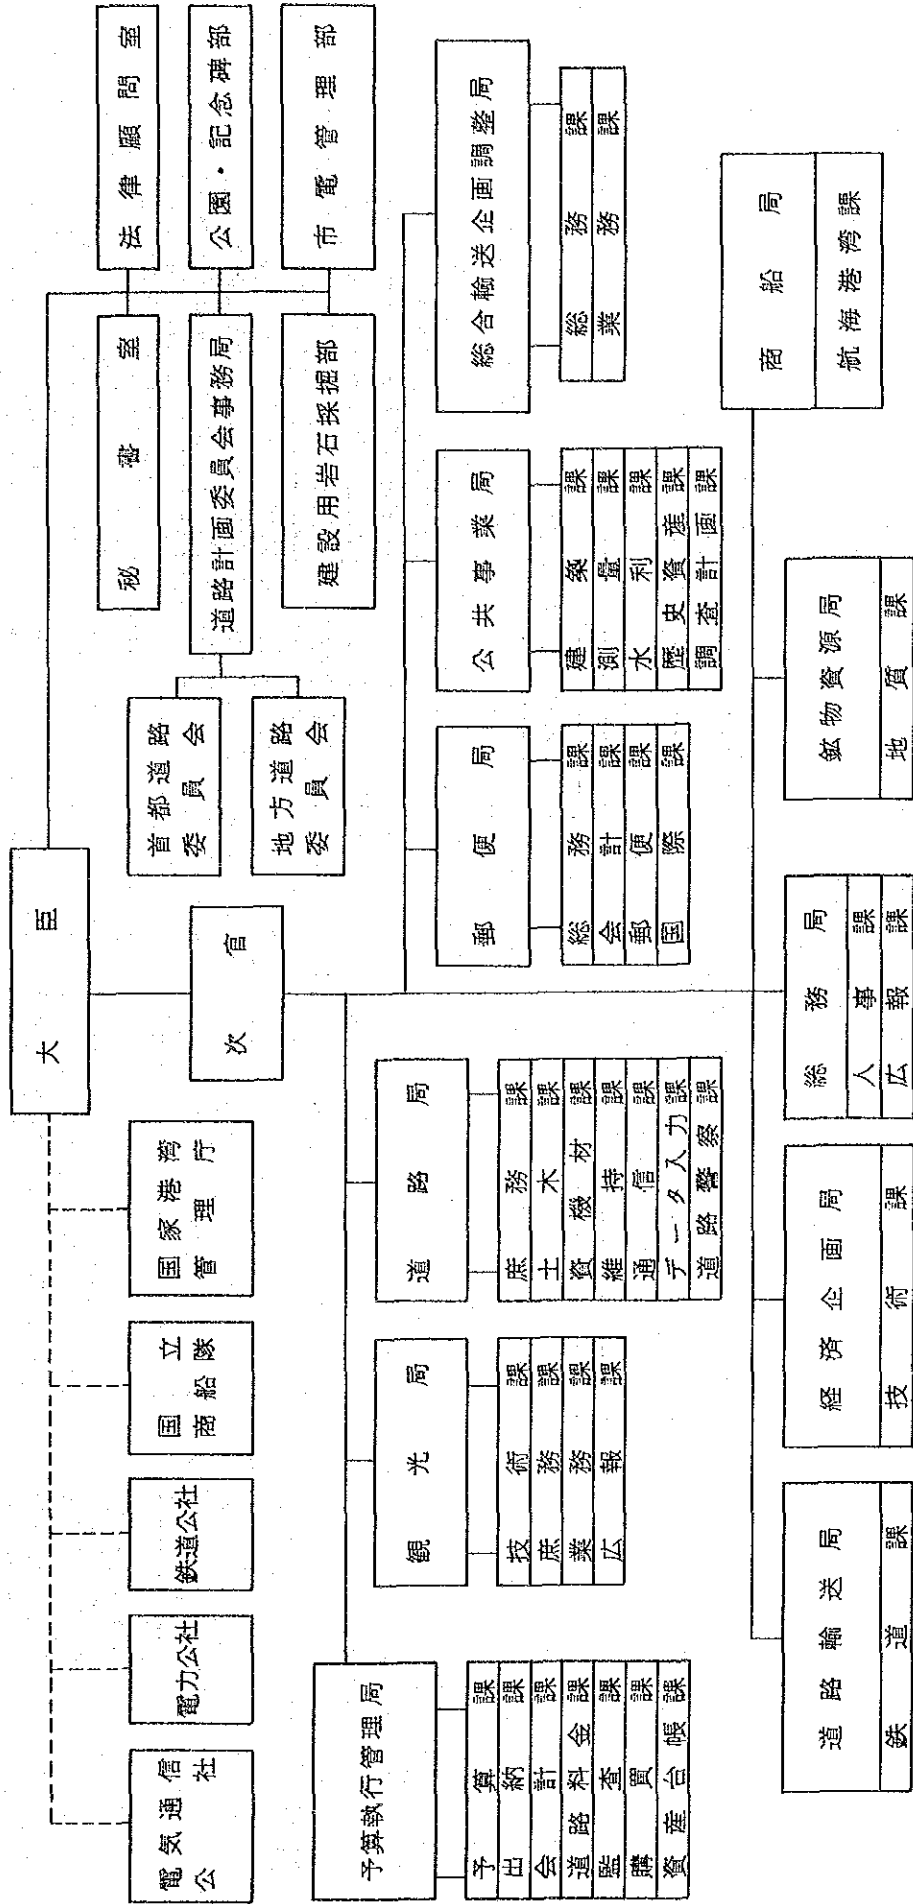 大臣
次官
電気通信
公社
電力公社
鉄道公社
国立
商船隊
国家港湾
管理庁
首都道路
委員会
地方道路
委員会
秘書室
法律顧問室
道路計画委員会事務局
公園・記念碑部
建設用岩石採掘部
市電管理部
予算執行管理局
予算課
出納課
会計課
道路料金課
監査課
購買課
資産台帳課
観光局
技術課
庶務課
業務課
広報課
道路局
庶務課
土木課
資機材課
維持課
通信課
データ入力課
道路警察課
郵便局
総務課
会計課
郵便課
国際課
公共事業局
建築課
測量課
水利課
歴史資産課
調査計画課
総合輸送企画調整局
総務課
業務課
道路輸送局
鉄道課
経済企画局
技術課
総務局
人事課
広報課
鉱物資源局
地質課
商船局
航海港湾課